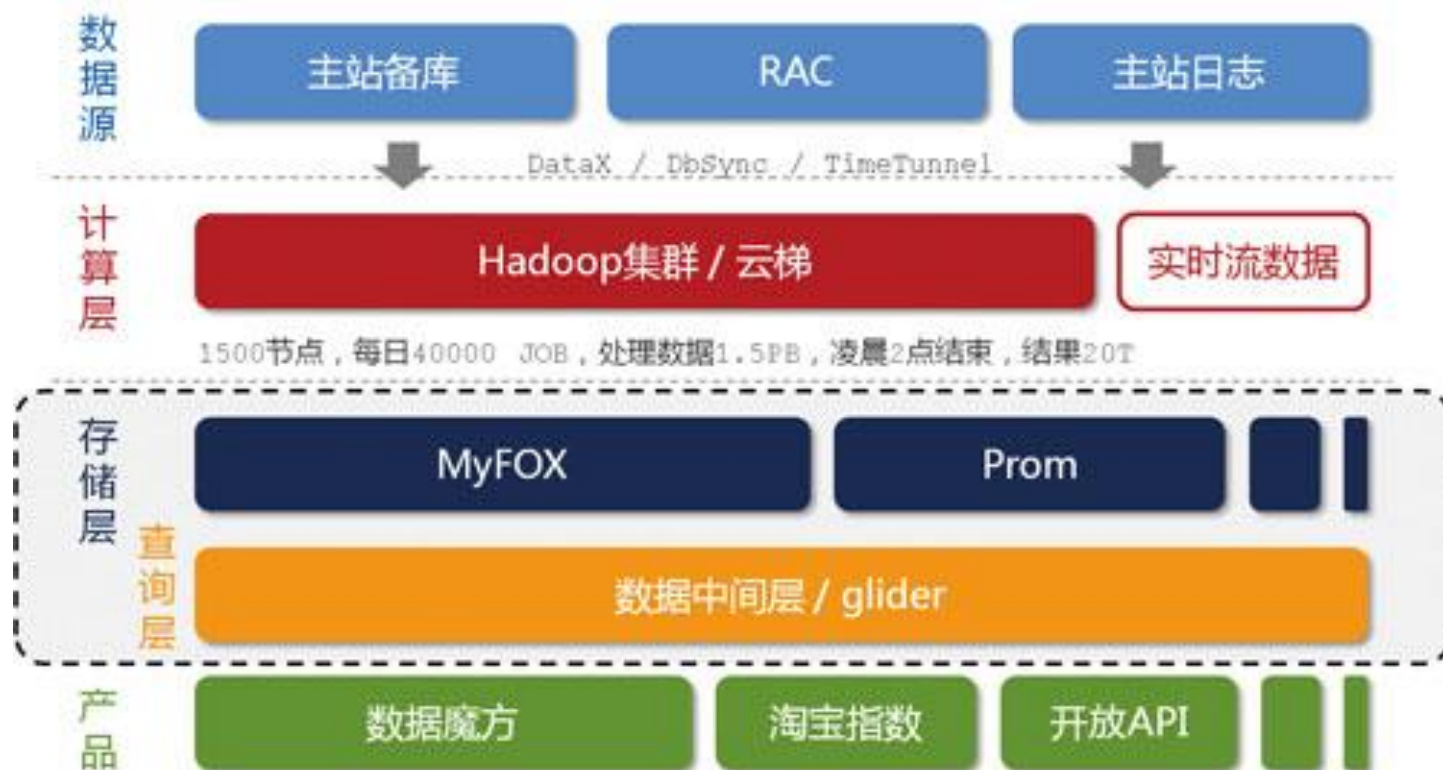 数据源
主站备库
RAC
主站日志
DataX / DbSync / TimeTunnel
计算层
Hadoop集群 / 云梯
实时流数据
1500节点，每日40000 JOB，处理数据1.5PB，凌晨2点结束，结果20T
存储层
MyFOX
Prom
查询层
数据中间层 / glider
产品
数据魔方
淘宝指数
开放API